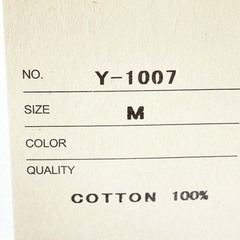 NO. Y-1007
SIZE M
COLOR
QUALITY
COTTON 100%